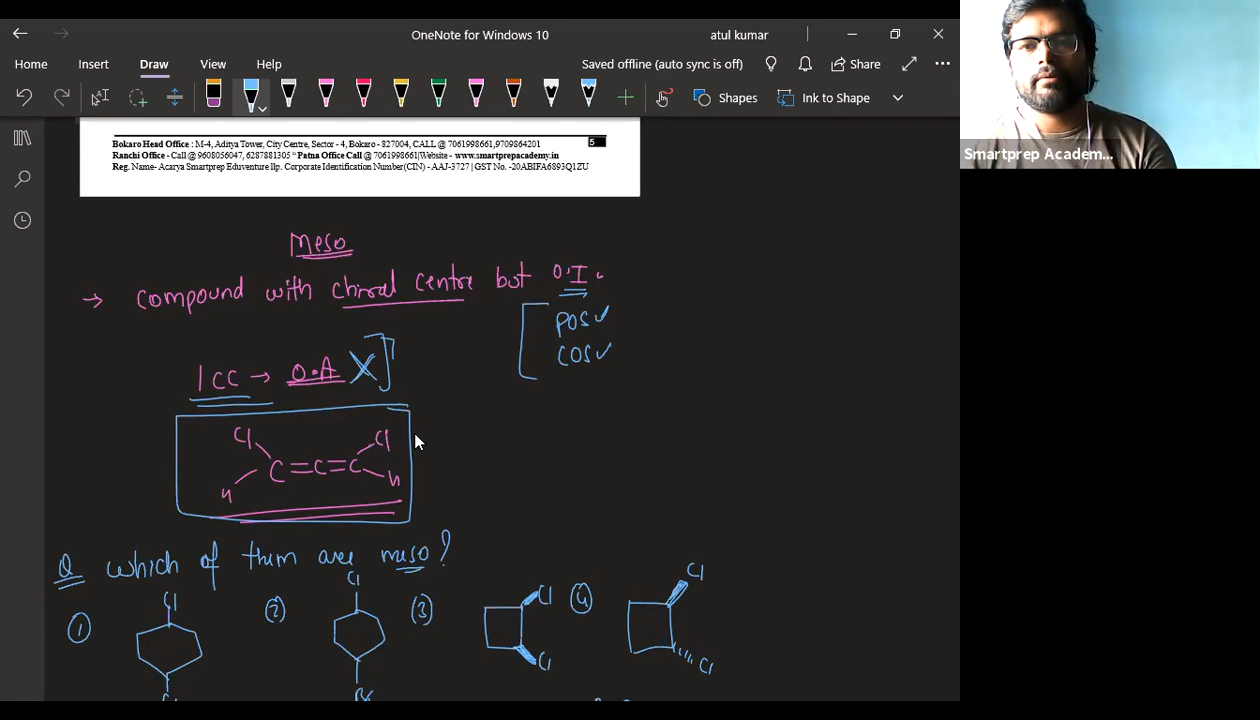 OneNote for Windows 10
atul kumar
Home Insert Draw View Help
Saved offline (auto sync is off)
Share
Shapes
Ink to Shape
Bokaro Head Office : M-4, Aditya Tower, City Centre, Sector - 4, Bokaro - 827004, CALL @ 7061998661,9709864201
5
Ranchi Office - Call @ 9608056047, 6287881305 * Patna Office Call @ 7061998661|Website - www.smartprepacademy.in
Reg. Name- Acarya Smartprep Eduventure llp. Corporate Identification Number(CIN) - AAJ-3727 | GST No. -20ABIFA6893Q1ZU
Smartprep Academ...
Meso
→ Compound with chiral centre but O.I.
POS✓
COS✓
1CC → O.A X
Cl Cl
C=C=C
H H
Q which of them are meso?
① Cl
② Cl
Br
③ Cl
Cl
④ Cl
Cl